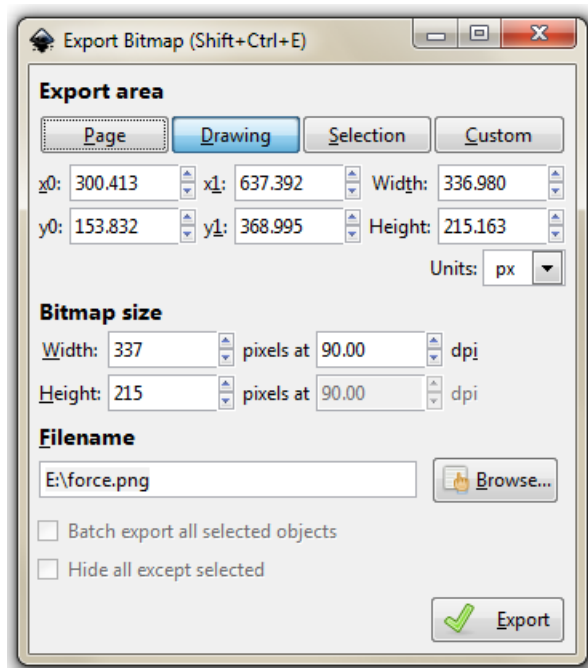 Export Bitmap (Shift+Ctrl+E)
Export area
Page Drawing Selection Custom
x0: 300.413 x1: 637.392 Width: 336.980
y0: 153.832 y1: 368.995 Height: 215.163
Units: px
Bitmap size
Width: 337 pixels at 90.00 dpi
Height: 215 pixels at 90.00 dpi
Filename
E:\force.png Browse...
Batch export all selected objects
Hide all except selected
Export